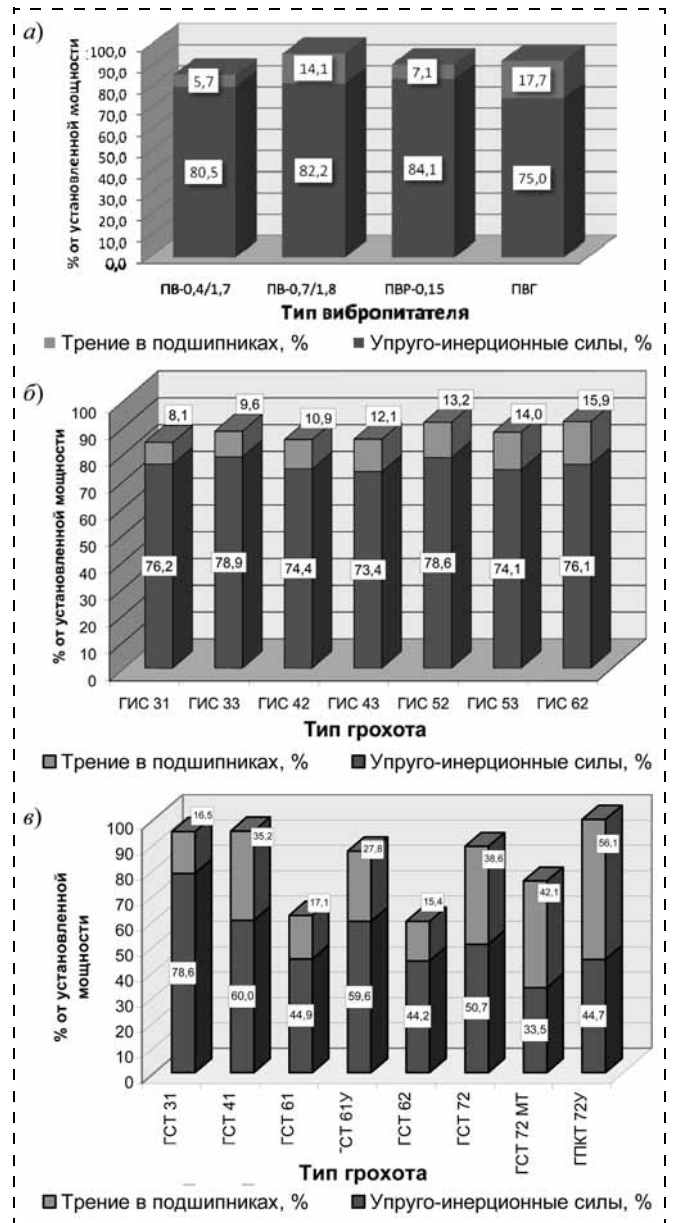 а)
% от установленной мощности
100,0
90,0
80,0
70,0
60,0
50,0
40,0
30,0
20,0
10,0
0,0
5,7 14,1 7,1 17,7
80,5 82,2 84,1 75,0
ПВ-0,4/1,7 ПВ-0,7/1,8 ПВР-0,15 ПВГ
Тип вибропитателя
Трение в подшипниках, % Упруго-инерционные силы, %
б)
% от установленной мощности
100
90
80
70
60
50
40
30
20
10
0
8,1 9,6 10,9 12,1 13,2 14,0 15,9
76,2 78,9 74,4 73,4 78,6 74,1 76,1
ГИС 31 ГИС 33 ГИС 42 ГИС 43 ГИС 52 ГИС 53 ГИС 62
Тип грохота
Трение в подшипниках, % Упруго-инерционные силы, %
в)
% от установленной
мощности
100
90
80
70
60
50
40
30
20
10
0
16,5 35,2 17,1 27,8 15,4 38,6 42,1 56,1
78,6 60,0 44,9 59,6 44,2 50,7 33,5 44,7
ГСТ 31
ГСТ 41
ГСТ 61
ГСТ 61У
ГСТ 62
ГСТ 72
ГСТ 72 МТ
ГПКТ 72У
Тип грохота
Трение в подшипниках, % Упруго-инерционные силы, %